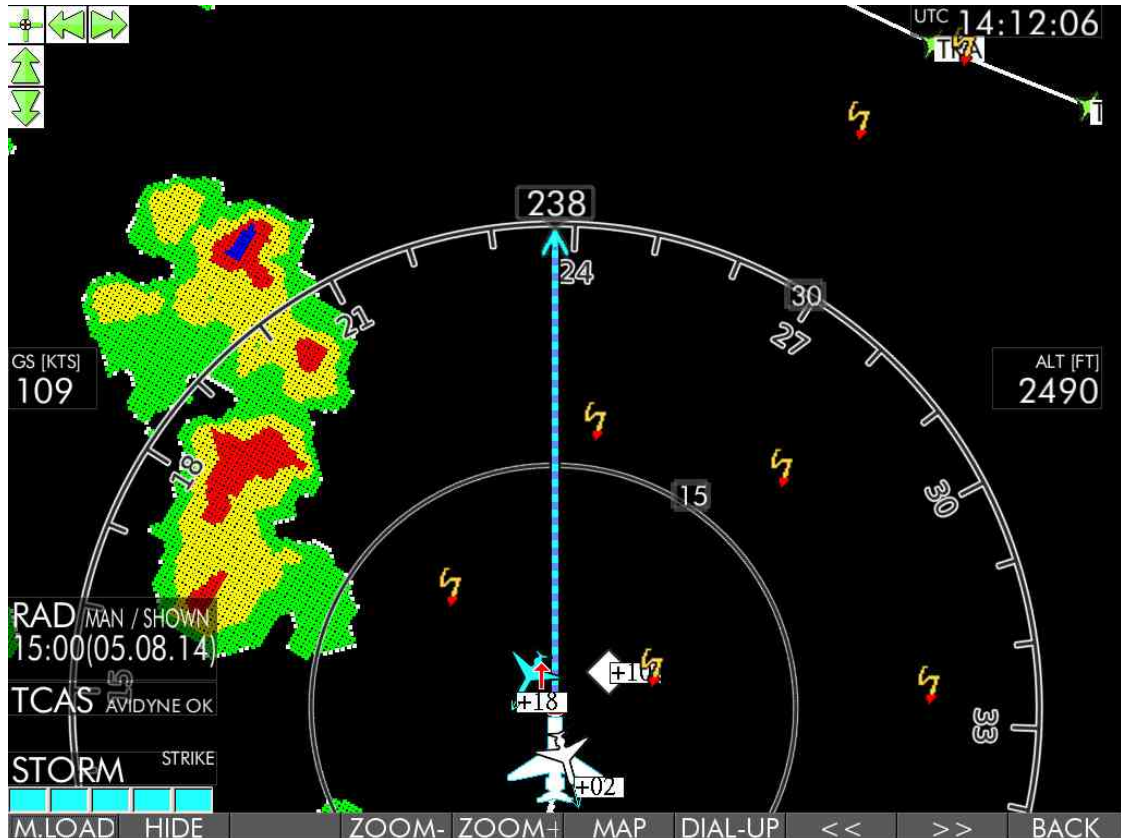 UTC 14:12:06
TRA
238
24
30
21
27
GS [KTS]
109
ALT [FT]
2490
18
15
30
RAD MAN / SHOWN
15:00(05.08.14)
+18
TCAS AVIDYNE OK
15
33
STORM STRIKE
+02
M.LOAD HIDE ZOOM- ZOOM+ MAP DIAL-UP << >> BACK